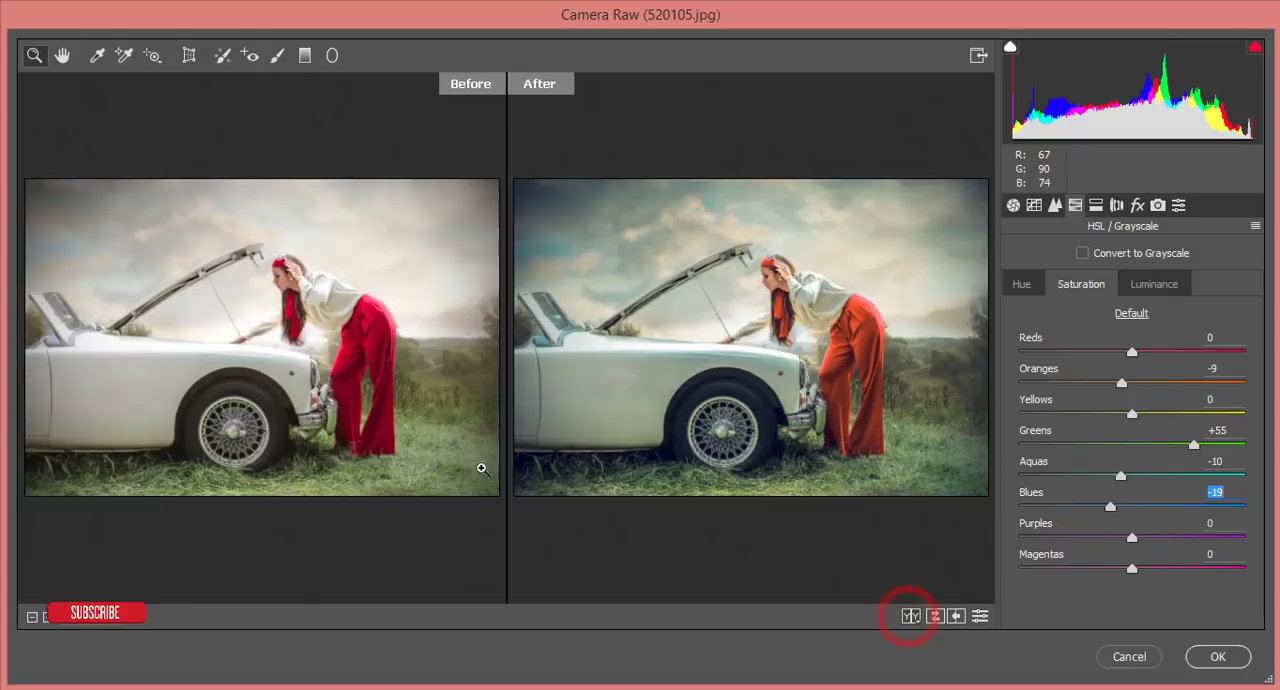 Camera Raw (520105.jpg)
Before
After
R: 67
G: 90
B: 74
fx
HSL / Grayscale
Convert to Grayscale
Hue Saturation Luminance
Default
Reds 0
Oranges -9
Yellows 0
Greens +55
Aquas -10
Blues -19
Purples 0
Magentas 0
SUBSCRIBE
Y Y
Cancel OK